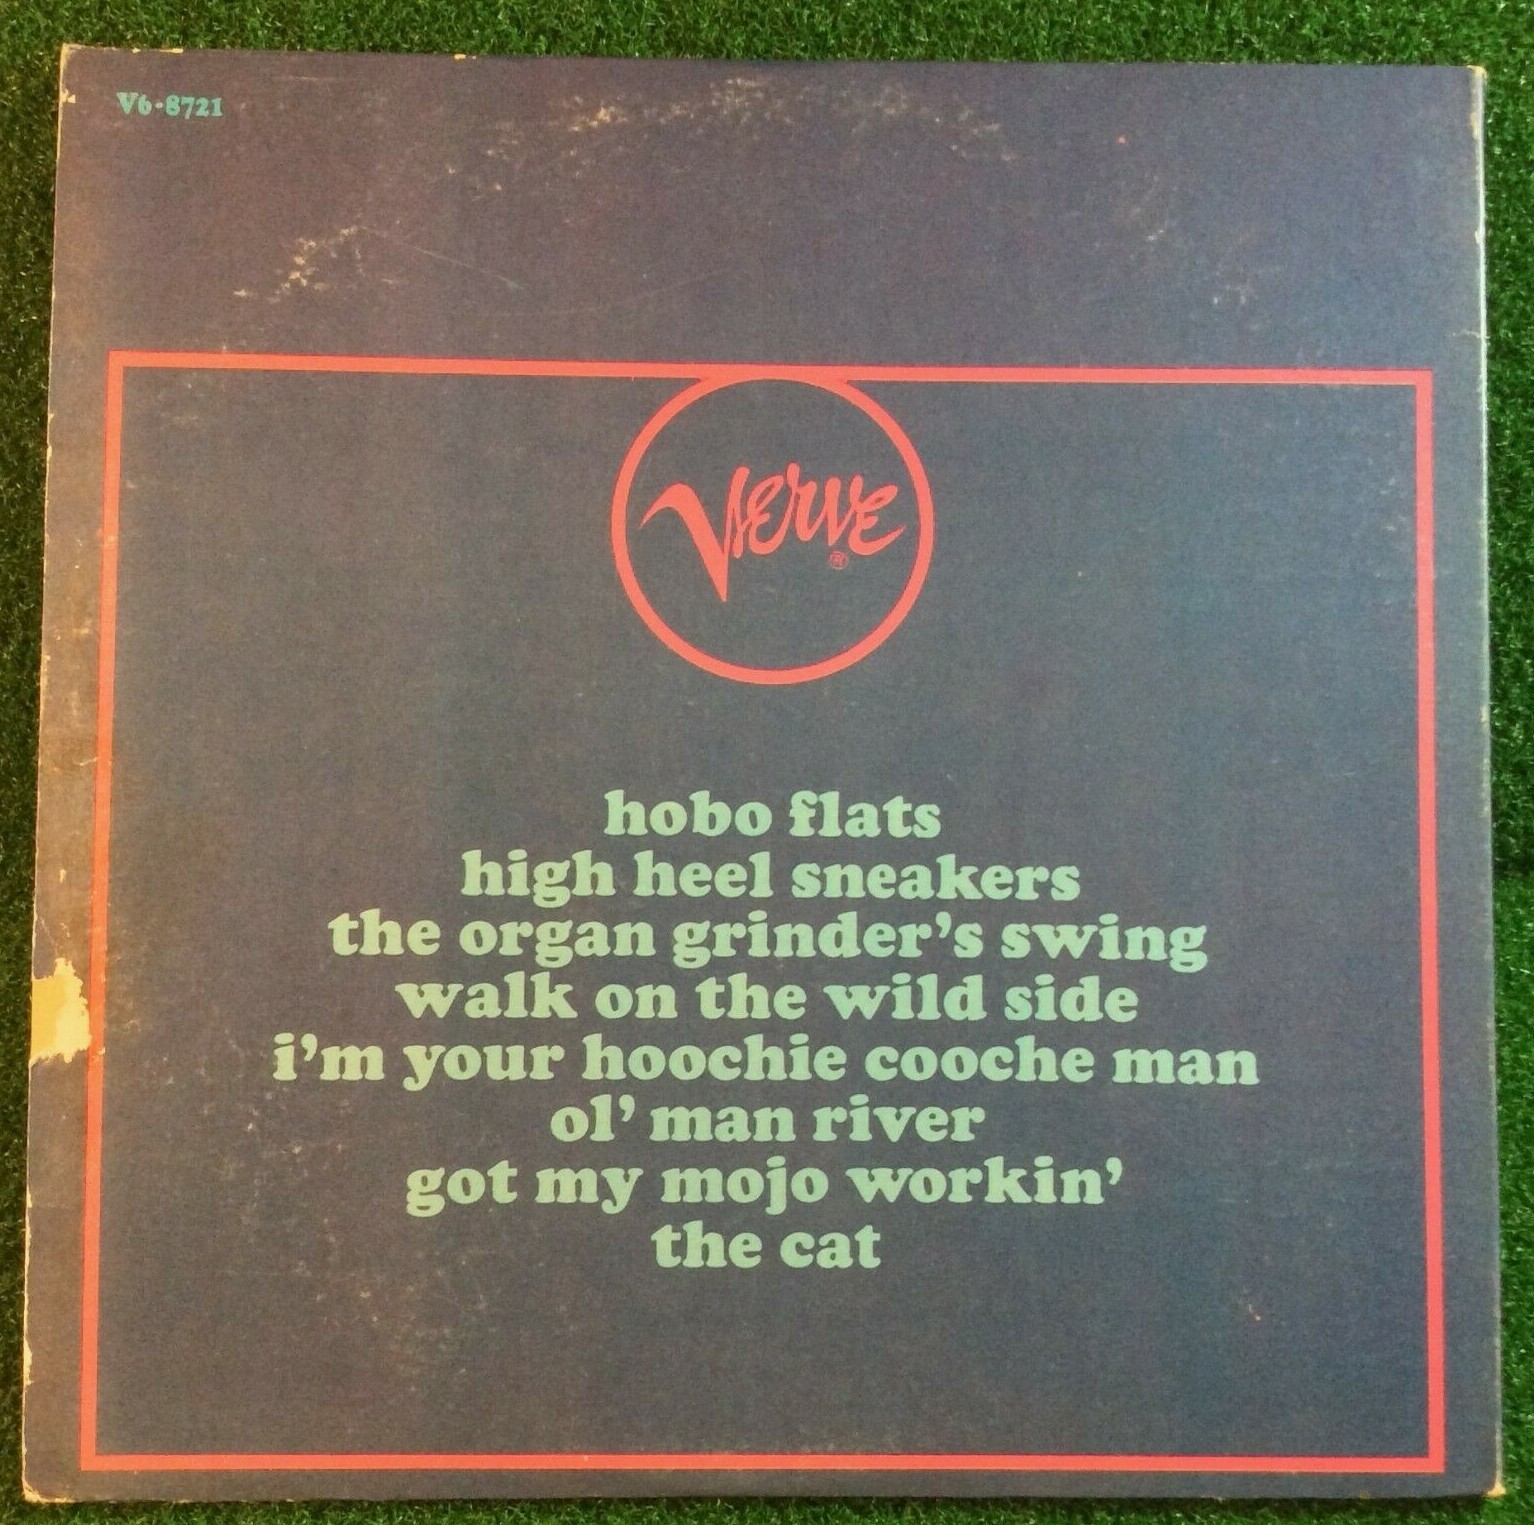 V6-8721
Verve
®
hobo flats
high heel sneakers
the organ grinder's swing
walk on the wild side
i'm your hoochie cooche man
ol' man river
got my mojo workin'
the cat